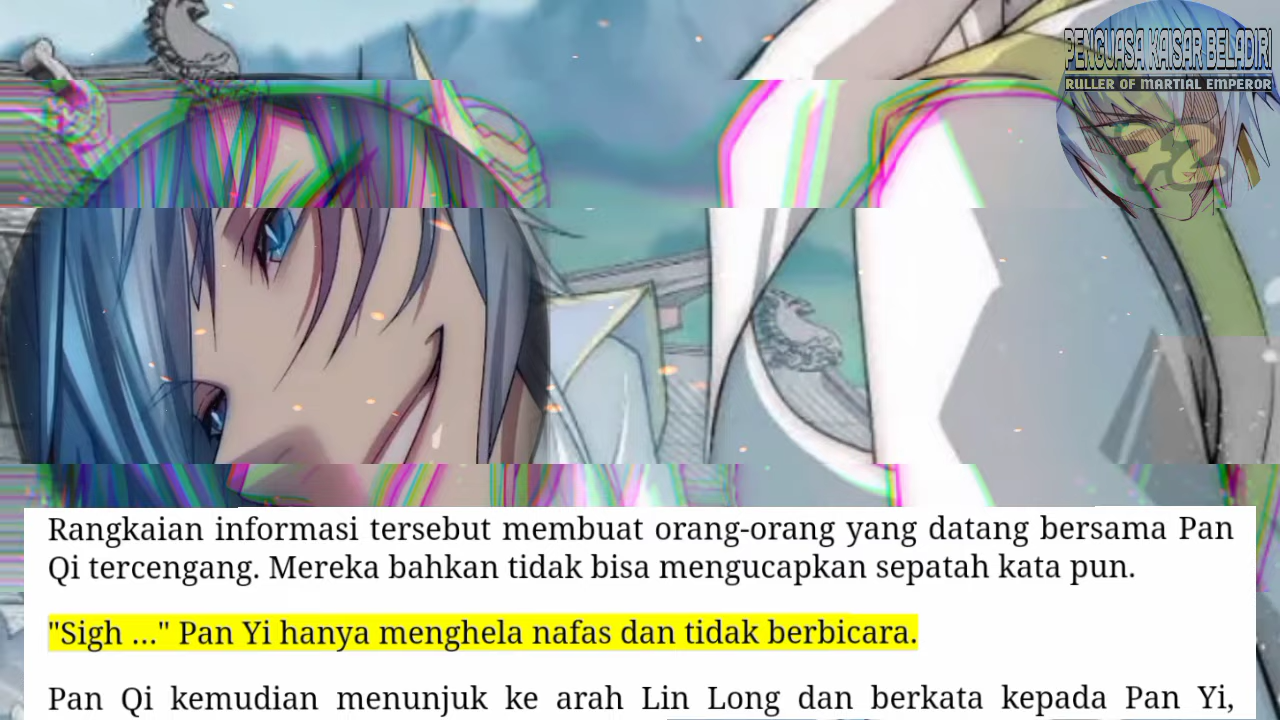 PENGUASA KAISAR BELADIRI
RULLER OF MARTIAL EMPEROR
Rangkaian informasi tersebut membuat orang-orang yang datang bersama Pan
Qi tercengang. Mereka bahkan tidak bisa mengucapkan sepatah kata pun.
"Sigh ..." Pan Yi hanya menghela nafas dan tidak berbicara.
Pan Qi kemudian menunjuk ke arah Lin Long dan berkata kepada Pan Yi,